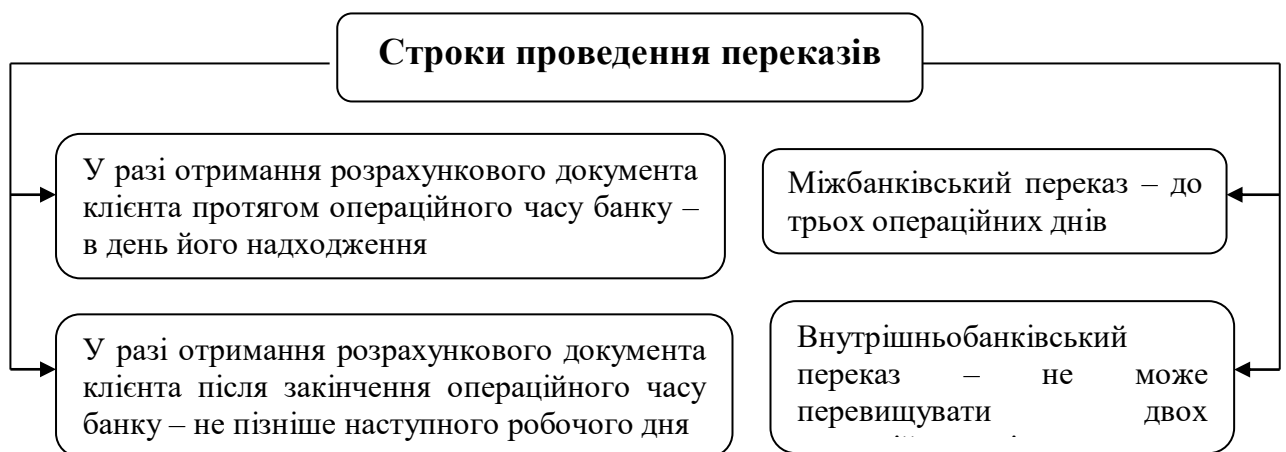 Строки проведення переказів
У разі отримання розрахункового документа
клієнта протягом операційного часу банку –
в день його надходження
Міжбанківський переказ – до
трьох операційних днів
У разі отримання розрахункового документа
клієнта після закінчення операційного часу
банку – не пізніше наступного робочого дня
Внутрішньобанківський
переказ – не може
перевищувати двох